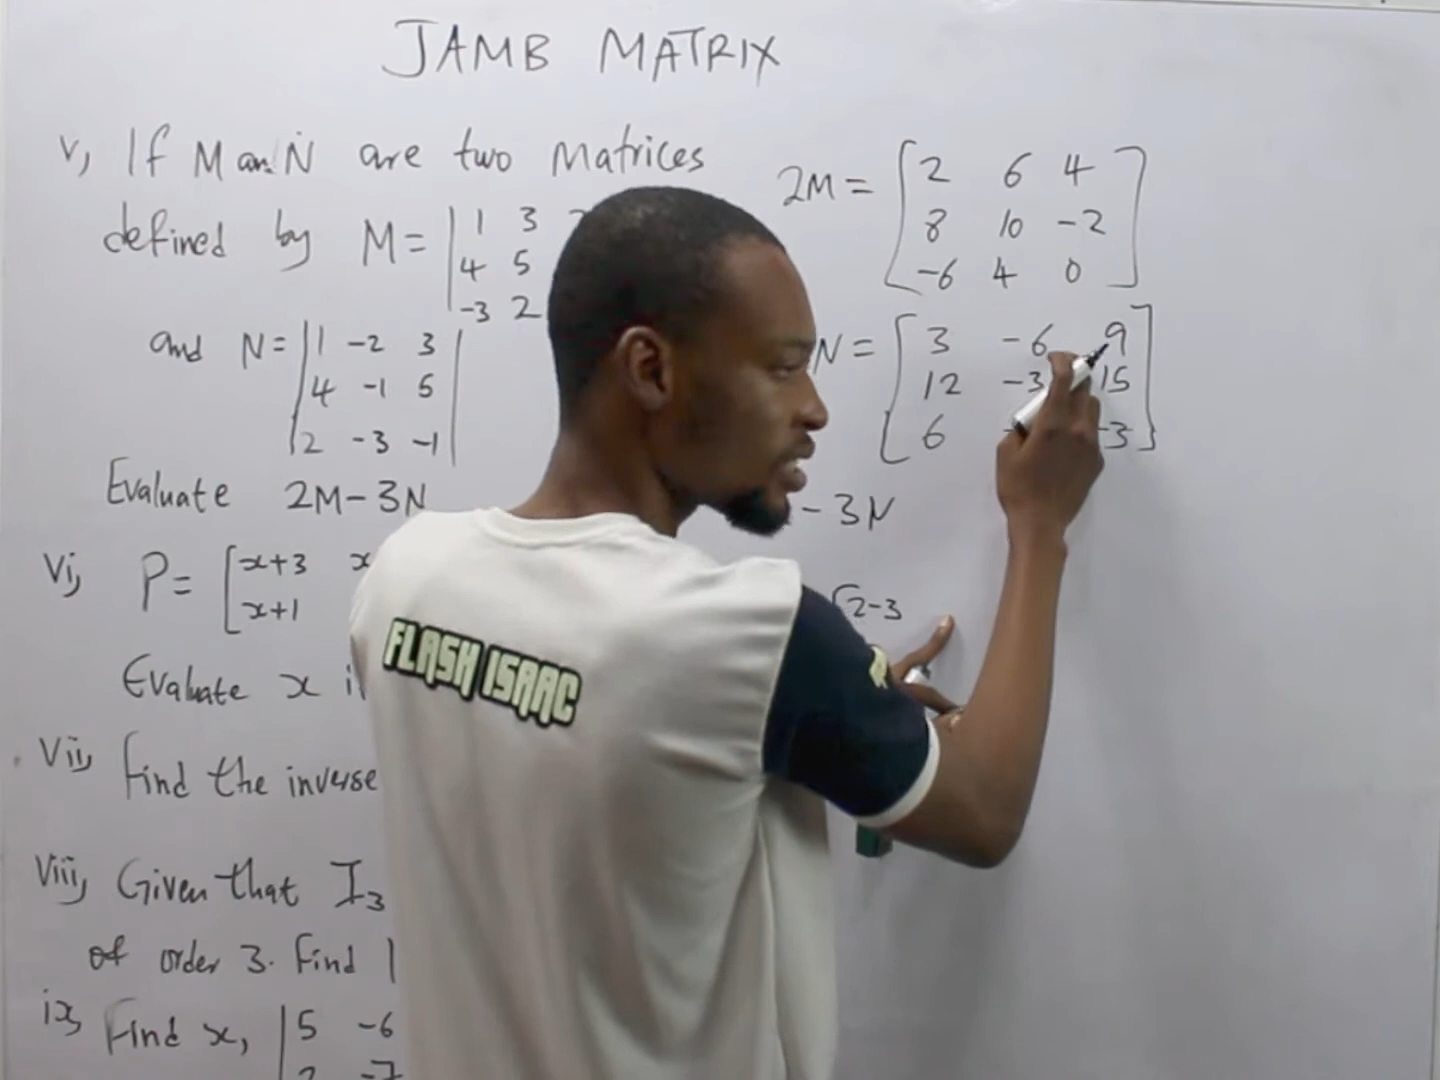 JAMB MATRIX
v, If M an N are two Matrices
defined by M= 1 3
4 5
-3 2
and N= 1 -2 3
4 -1 5
2 -3 -1
Evaluate 2M-3N
Vi, P= x+3
x+1
Evaluate x
Vii, Find the inverse
Viii, Given that I3
of order 3. Find
ix, Find x, 5 -6
-7
2M= 2 6 4
8 10 -2
-6 4 0
N= 3 -6 9
12 -3 15
6 -3
-3N
2-3
FLASH ISAAC